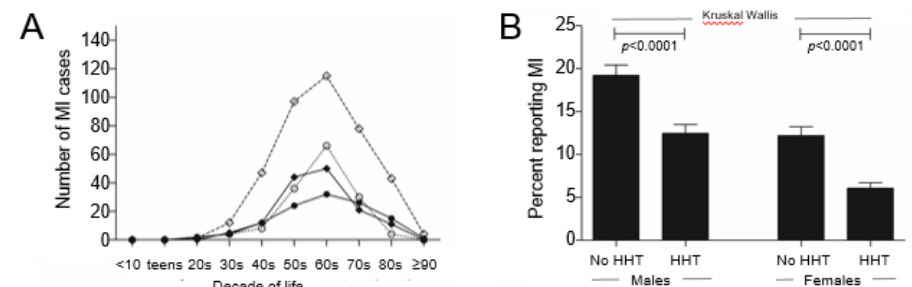 A
Number of MI cases
140
120
100
80
60
40
20
0
<10 teens 20s 30s 40s 50s 60s 70s 80s ≥90
Decade of life
B
Percent reporting MI
25
20
15
10
5
0
Kruskal Wallis
p<0.0001 p<0.0001
No HHT HHT No HHT HHT
Males Females